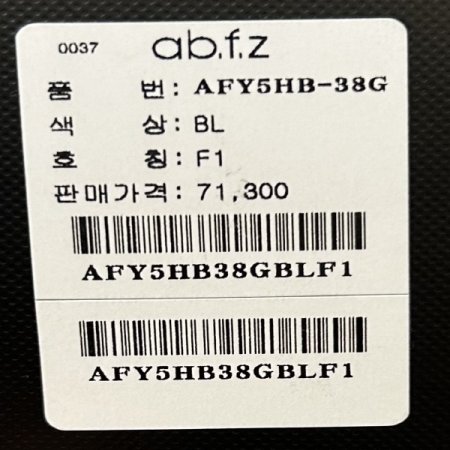 0037 ab.f.z
품 번 : AFY5HB-38G
색 상 : BL
호 칭 : F1
판매가격 : 71,300
AFY5HB38GBLF1
AFY5HB38GBLF1